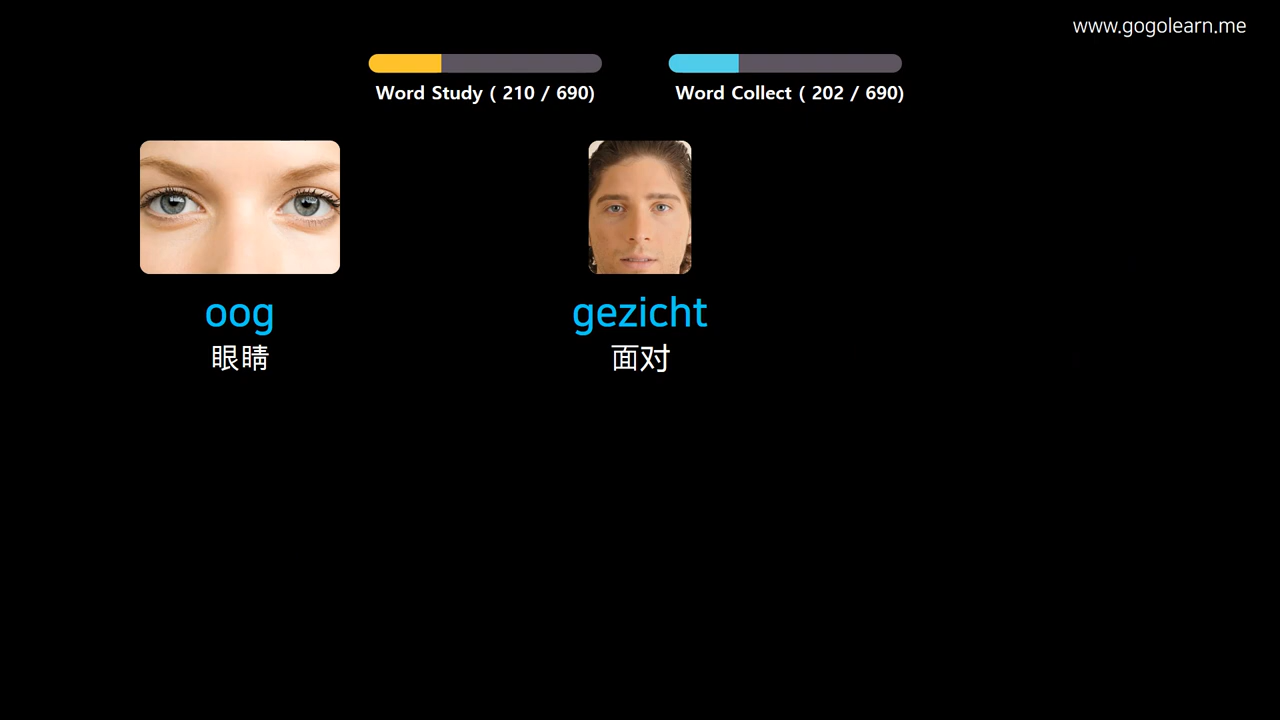 www.gogolearn.me
Word Study ( 210 / 690)
Word Collect ( 202 / 690)
oog
眼睛
gezicht
面对